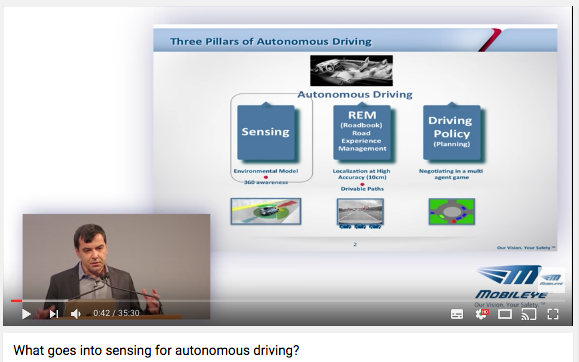 Three Pillars of Autonomous Driving
Autonomous Driving
Sensing
REM
(Roadbook)
Road
Experience
Management
Driving
Policy
(Planning)
Environmental Model
360 awareness
Localization at High
Accuracy (10cm)
Drivable Paths
Negotiating in a multi
agent game
2
Our Vision. Your Safety.™
MOBILEYE
Our Vision. Your Safety.™
0:42 / 35:30
HD
What goes into sensing for autonomous driving?